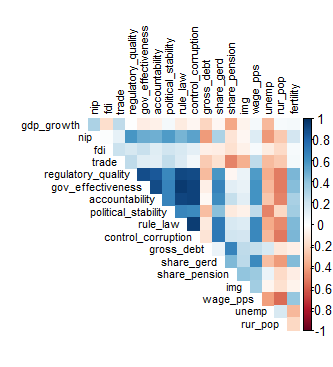 nip
fdi
trade
regulatory_quality
gov_effectiveness
accountability
political_stability
rule_law
control_corruption
gross_debt
share_gerd
share_pension
img
wage_pps
unemp
rur_pop
fertility
gdp_growth
nip
fdi
trade
regulatory_quality
gov_effectiveness
accountability
political_stability
rule_law
control_corruption
gross_debt
share_gerd
share_pension
img
wage_pps
unemp
rur_pop
1
0.8
0.6
0.4
0.2
0
-0.2
-0.4
-0.6
-0.8
-1